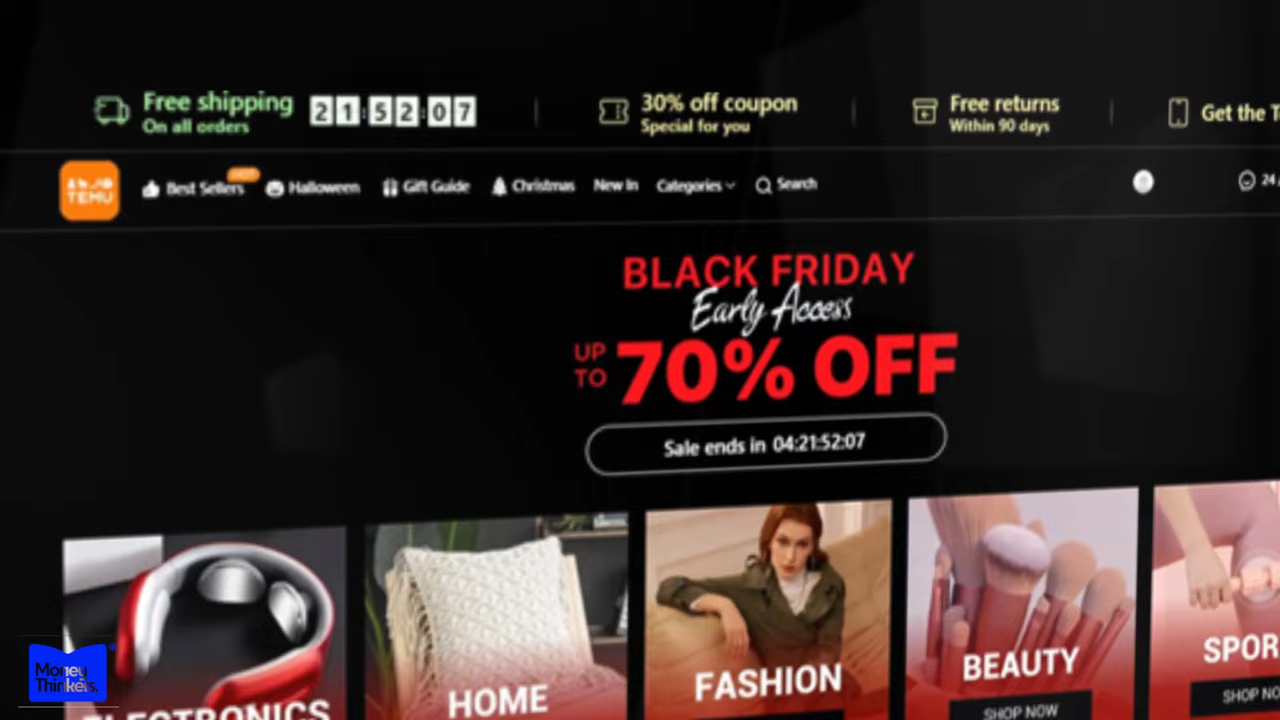 Free shipping
On all orders
21:52:07
30% off coupon
Special for you
Free returns
Within 90 days
Get the T
TEMU
Best Sellers
HOT
Halloween
Gift Guide
Christmas
New In
Categories
Search
24
BLACK FRIDAY
Early Access
UP TO
70% OFF
Sale ends in 04:21:52:07
ELECTRONICS
HOME
FASHION
BEAUTY
SHOP NOW
SPOR
SHOP NO
Money
Thinkers.